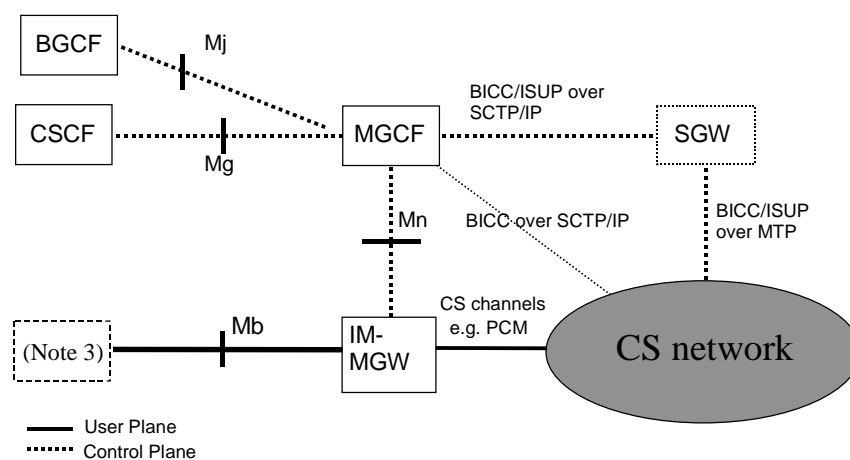 BGCF
Mj
BICC/ISUP over
SCTP/IP
CSCF
Mg
MGCF
SGW
Mn
BICC over SCTP/IP
BICC/ISUP
over MTP
CS channels
e.g. PCM
(Note 3)
Mb
IM-
MGW
CS network
User Plane
Control Plane